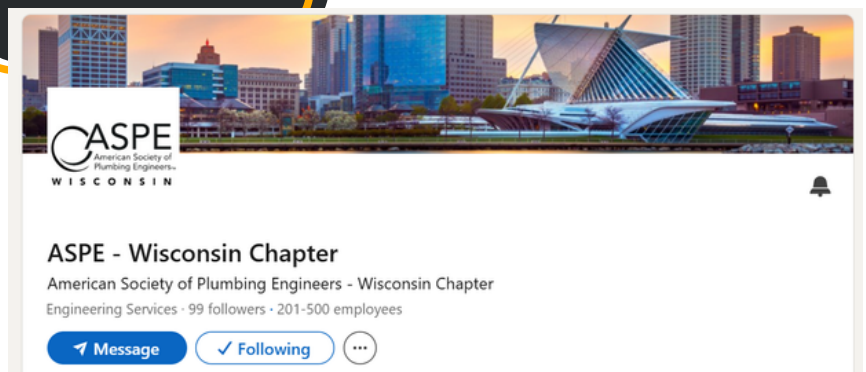 ASPE
American Society of
Plumbing Engineers™
WISCONSIN
ASPE - Wisconsin Chapter
American Society of Plumbing Engineers - Wisconsin Chapter
Engineering Services · 99 followers · 201-500 employees
Message
Following